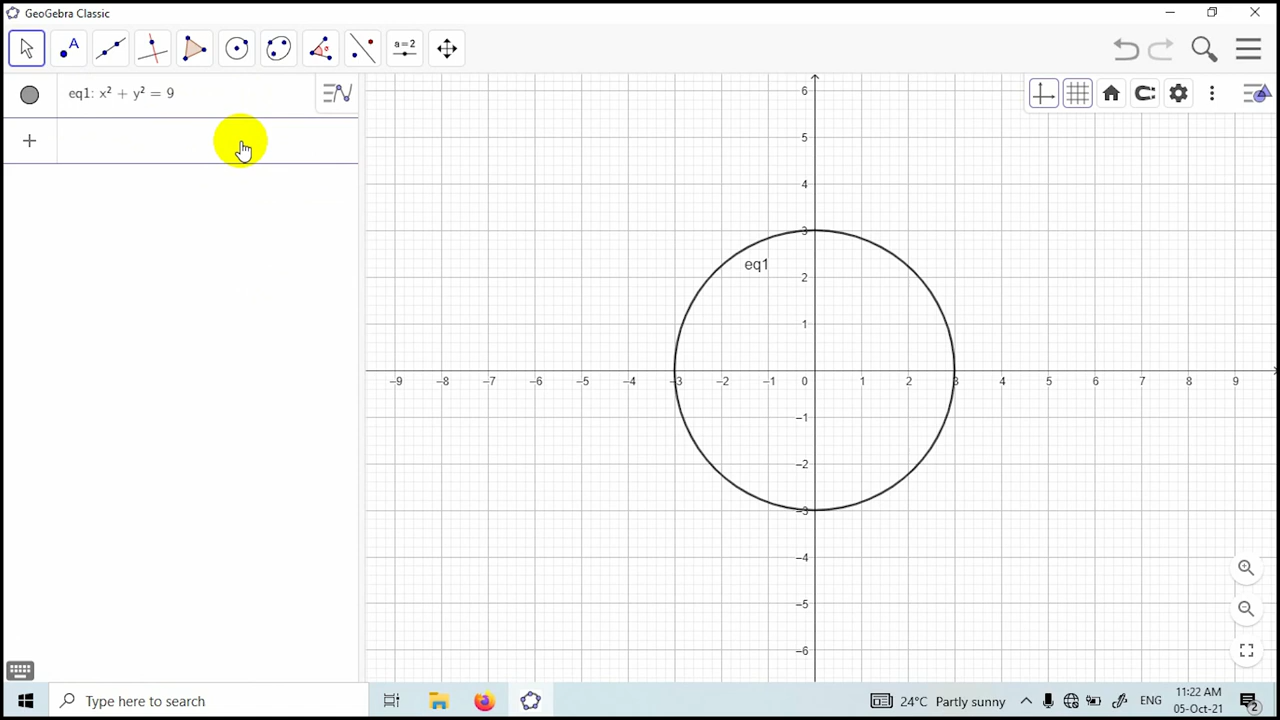 GeoGebra Classic
A
a=2
eq1: x² + y² = 9
+
eq1
6
5
4
3
2
1
−9 −8 −7 −6 −5 −4 −3 −2 −1 0 1 2 3 4 5 6 7 8 9
−1
−2
−3
−4
−5
−6
Type here to search
24°C Partly sunny
ENG
11:22 AM
05-Oct-21
2